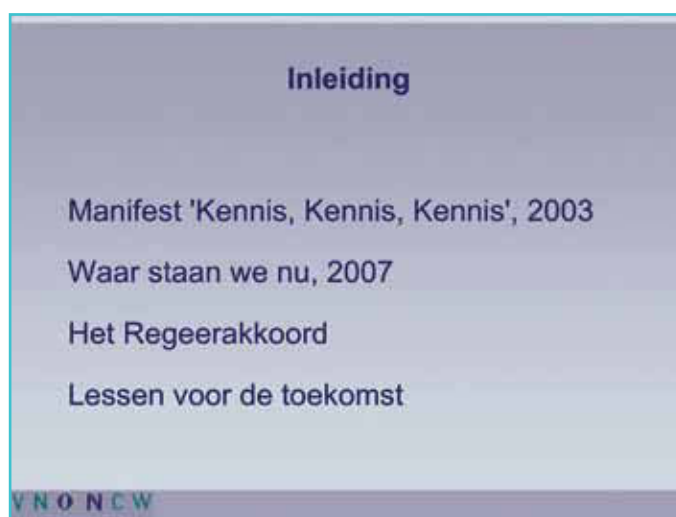 Inleiding
Manifest 'Kennis, Kennis, Kennis', 2003
Waar staan we nu, 2007
Het Regeerakkoord
Lessen voor de toekomst
VNO NCW